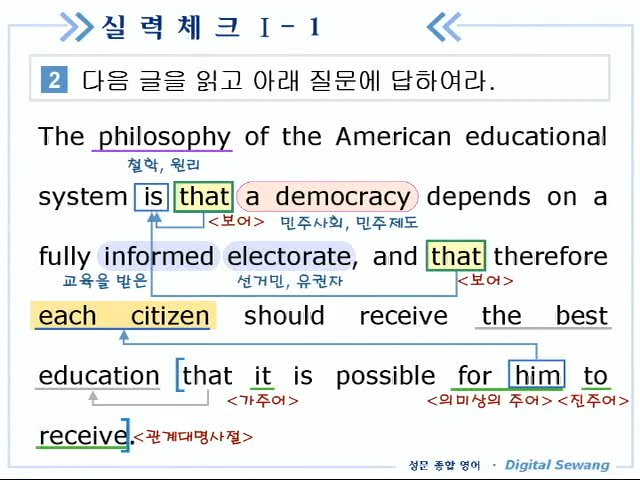 실력체크 I - 1
2 다음 글을 읽고 아래 질문에 답하여라.
The philosophy of the American educational
철학, 원리
system is that a democracy depends on a
<보어> 민주사회, 민주제도
fully informed electorate, and that therefore
교육을 받은 선거민, 유권자 <보어>
each citizen should receive the best
education [that it is possible for him to
<가주어> <의미상의 주어> <진주어>
receive]. <관계대명사절>
정문 종합 영어 · Digital Sewang